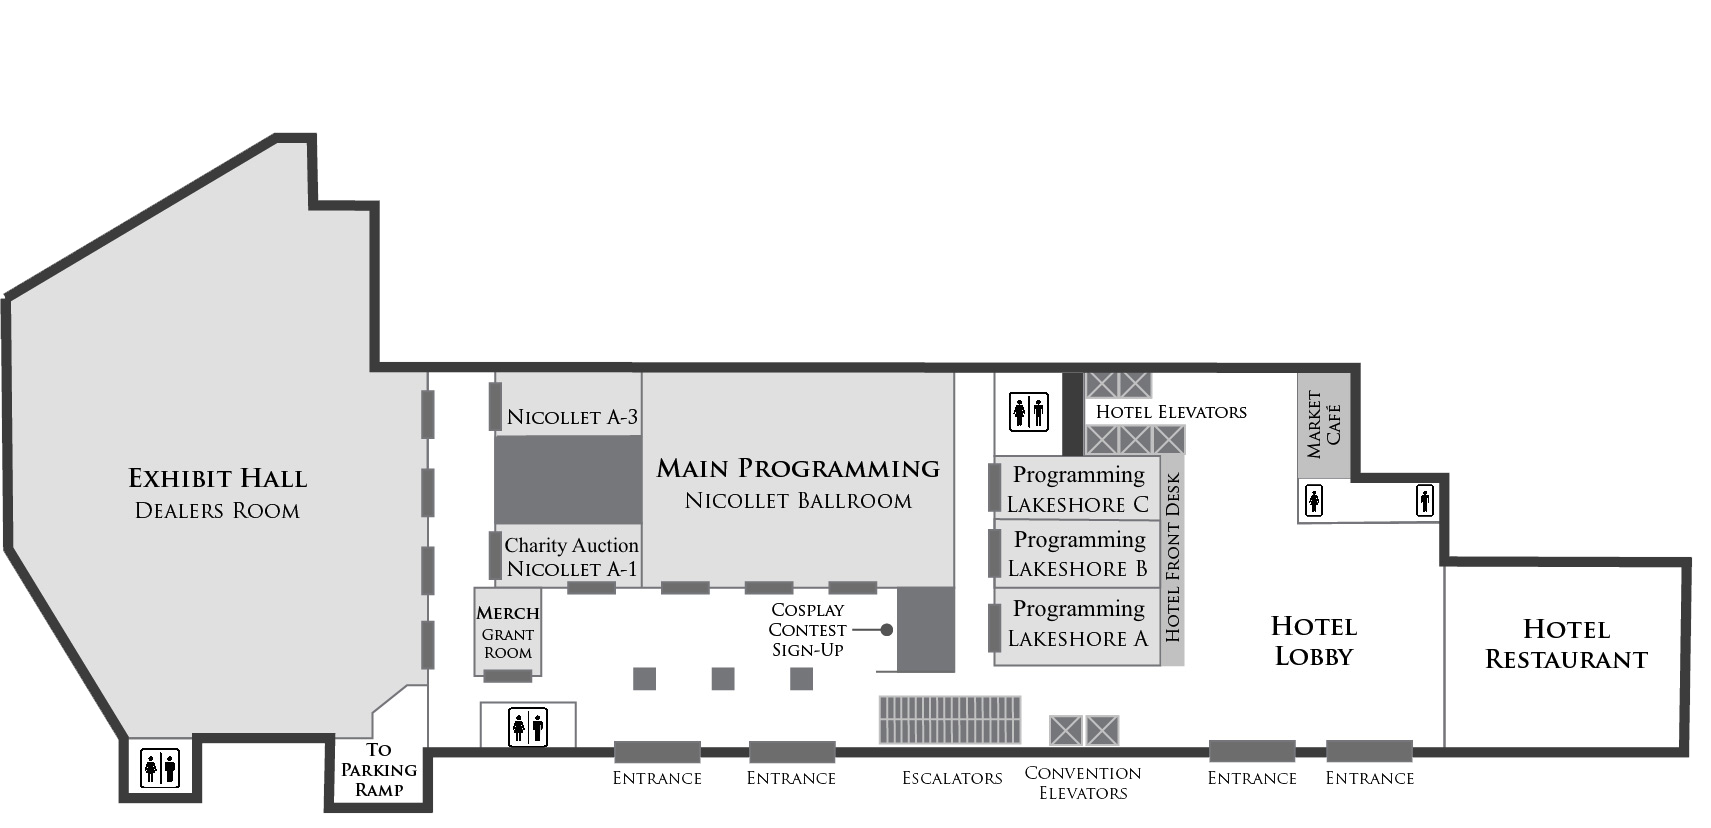 Exhibit Hall
Dealers Room
To
Parking
Ramp
Nicollet A-3
Charity Auction
Nicollet A-1
Merch
Grant
Room
Main Programming
Nicollet Ballroom
Cosplay
Contest
Sign-Up
Entrance
Entrance
Escalators
Convention
Elevators
Programming
Lakeshore C
Programming
Lakeshore B
Programming
Lakeshore A
Hotel Front Desk
Hotel Elevators
Market
Café
Hotel
Lobby
Entrance
Entrance
Hotel
Restaurant